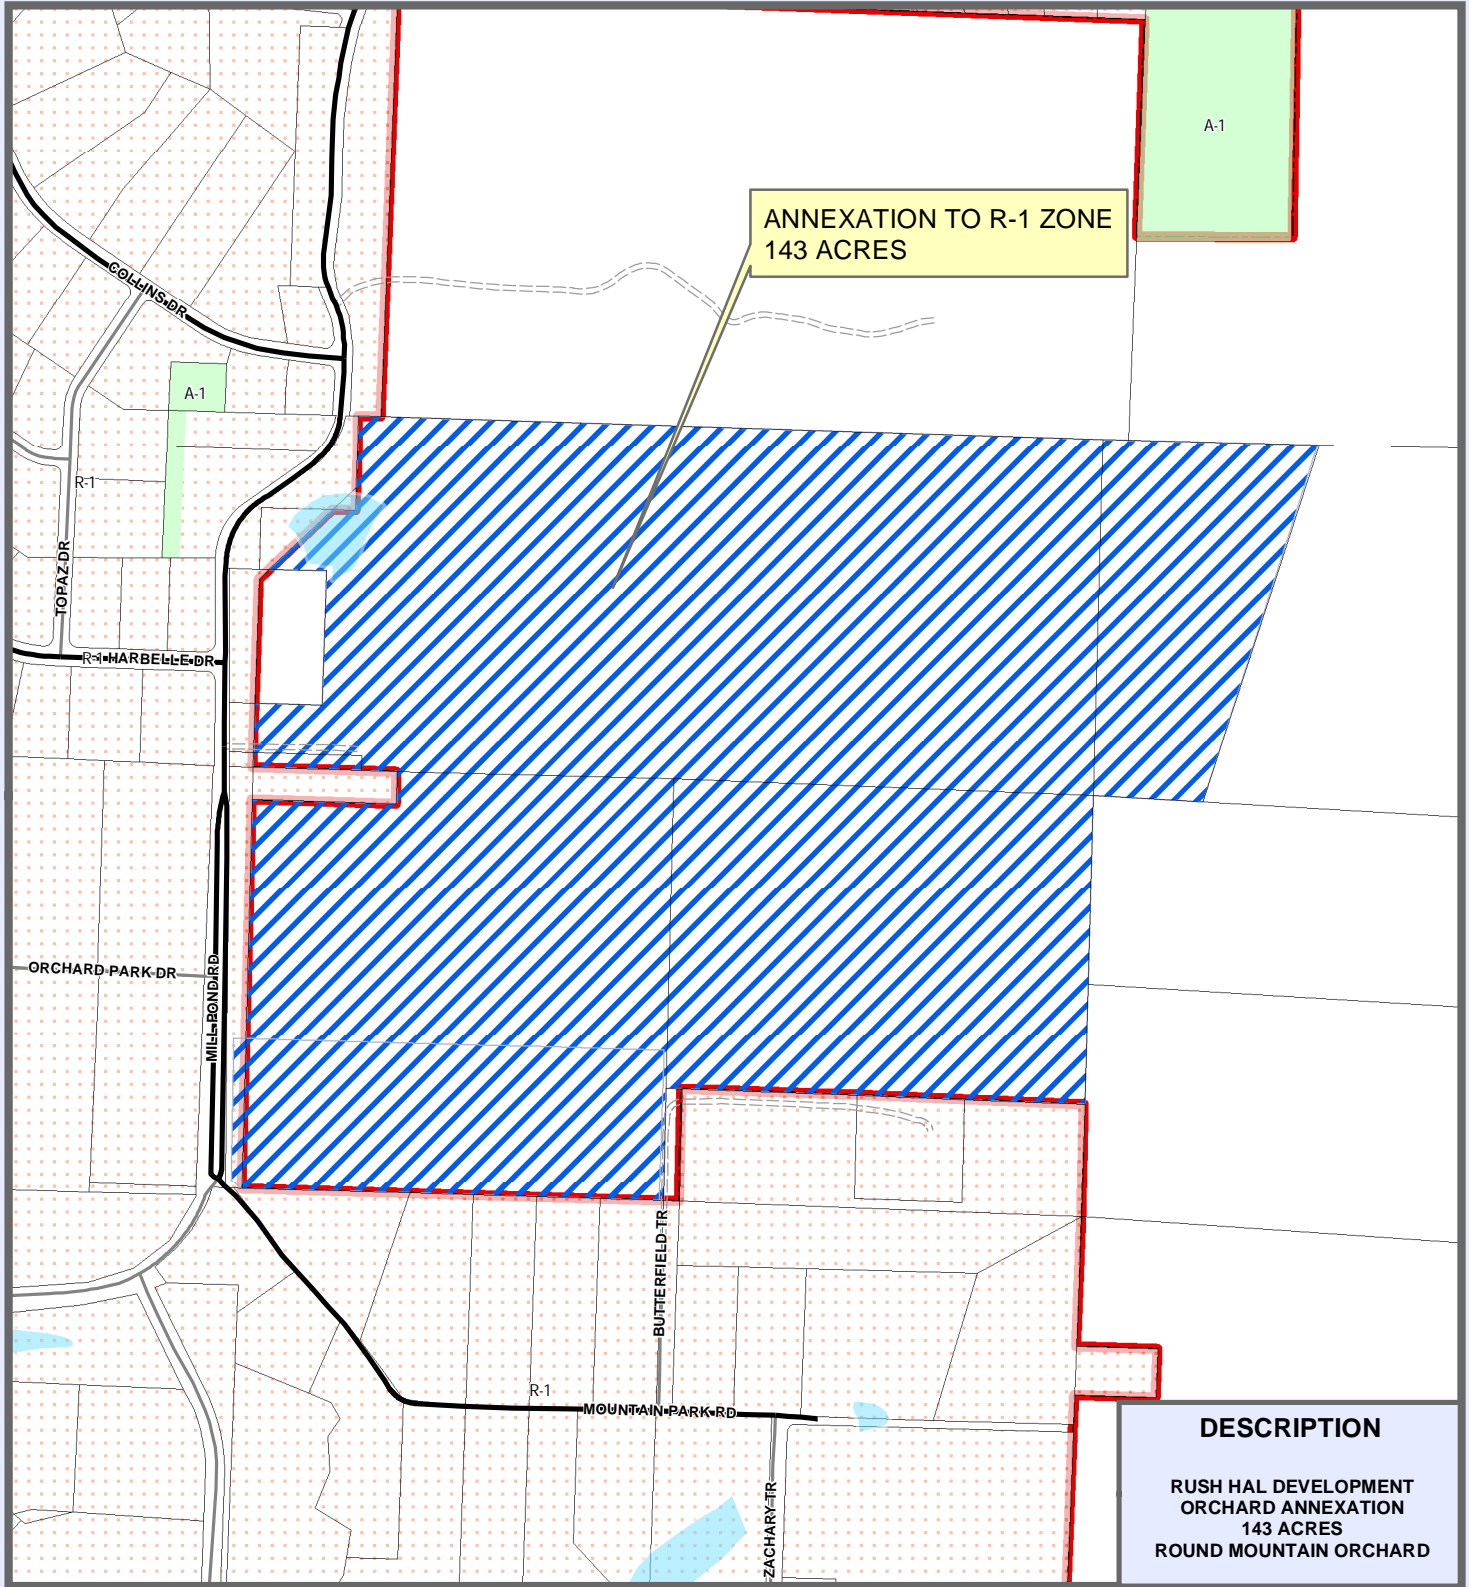 A-1
ANNEXATION TO R-1 ZONE
143 ACRES
COLLINS DR
A-1
R-1
TOPAZ DR
R-1 HARBELLE DR
ORCHARD PARK DR
MILL POND RD
BUTTERFIELD TR
R-1
MOUNTAIN PARK RD
ZACHARY TR
DESCRIPTION
RUSH HAL DEVELOPMENT
ORCHARD ANNEXATION
143 ACRES
ROUND MOUNTAIN ORCHARD